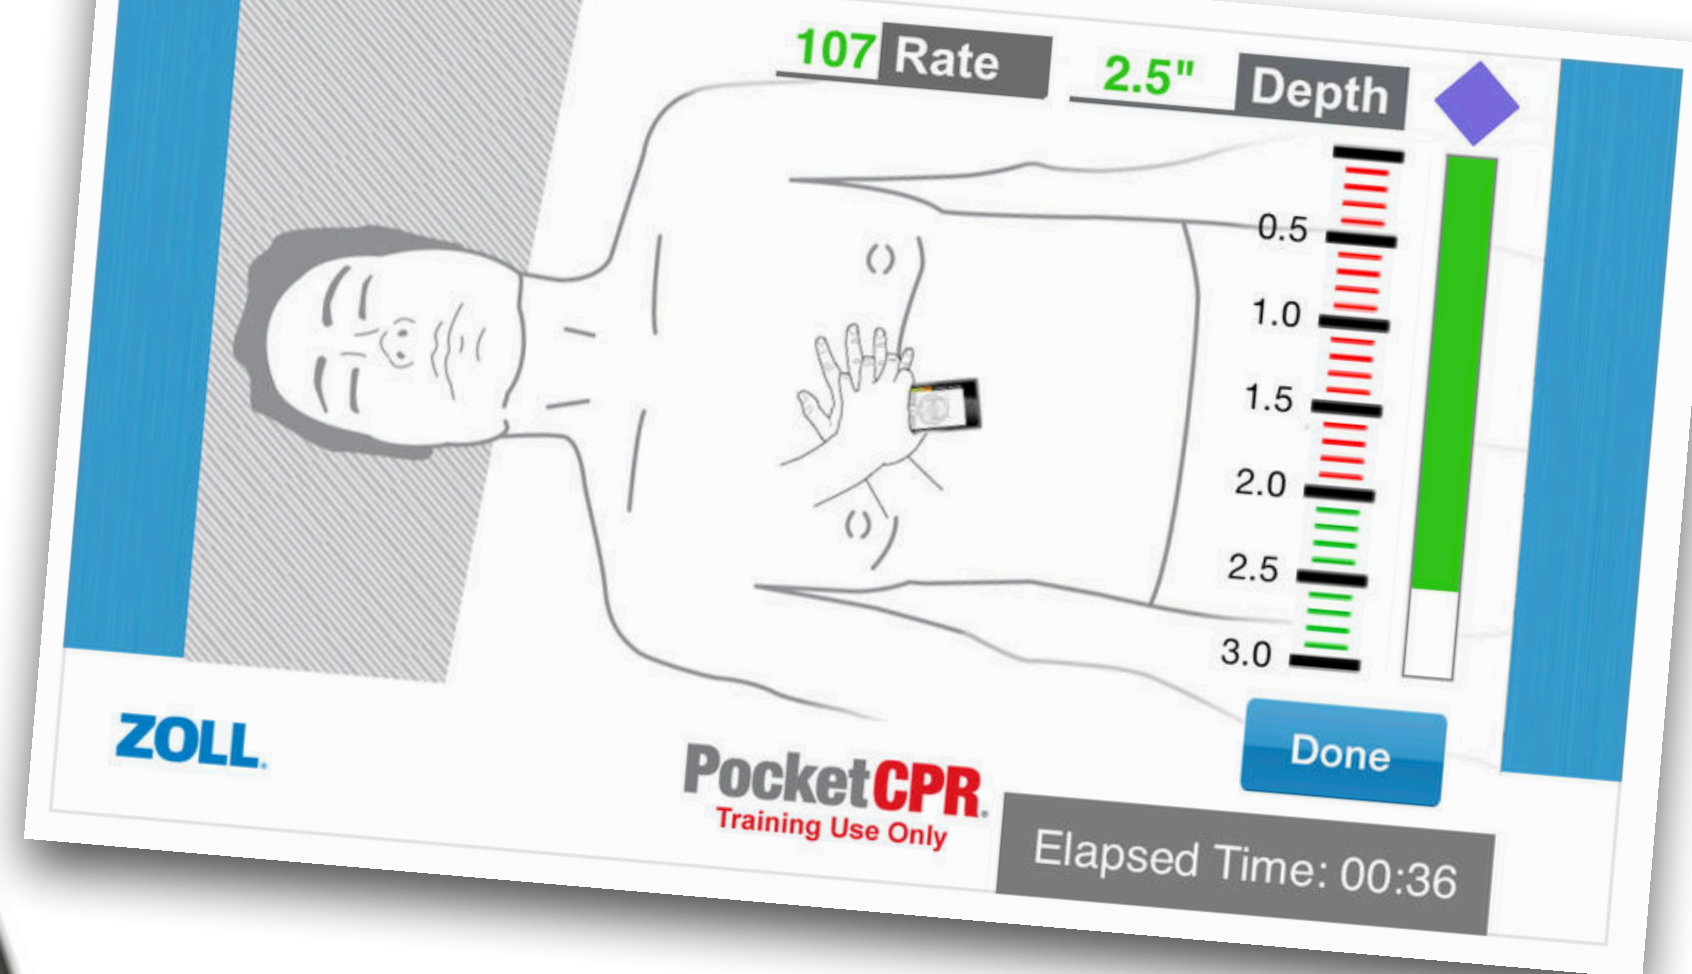 107 Rate
2.5" Depth
0.5
1.0
1.5
2.0
2.5
3.0
Done
ZOLL.
PocketCPR.
Training Use Only
Elapsed Time: 00:36